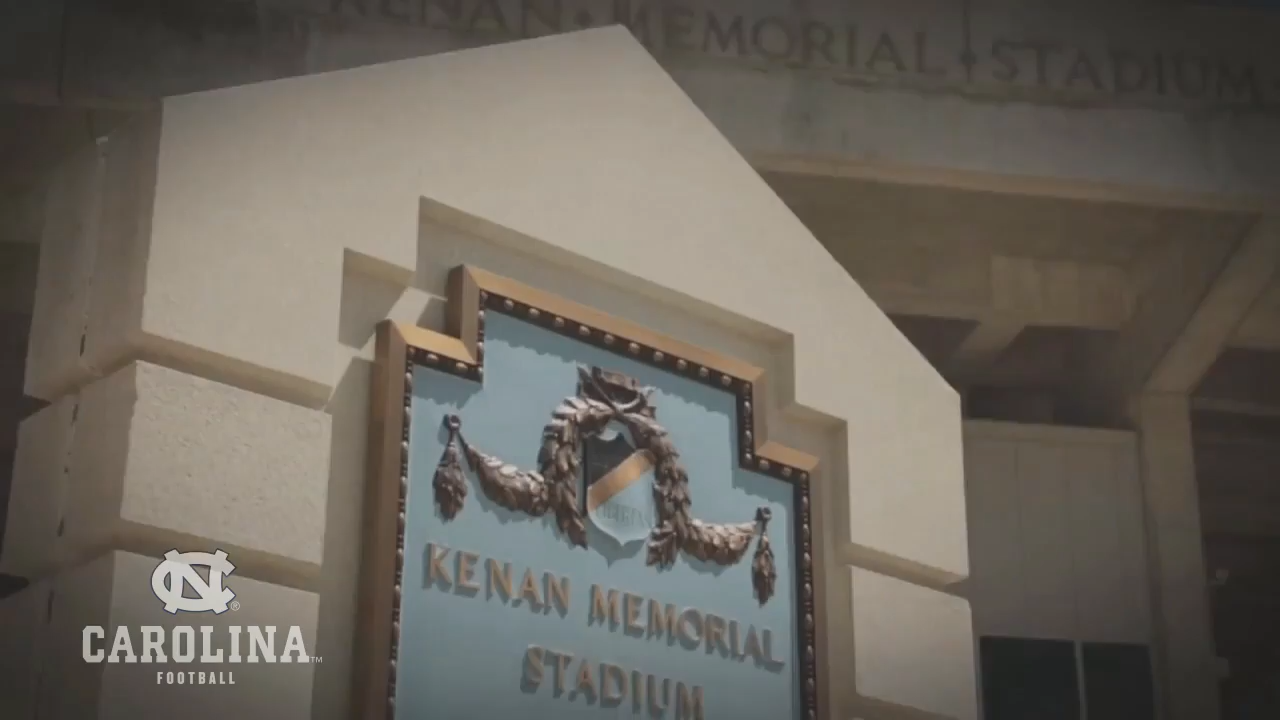 KENAN • MEMORIAL • STADIUM
KENAN MEMORIAL
STADIUM
NC
CAROLINA
FOOTBALL